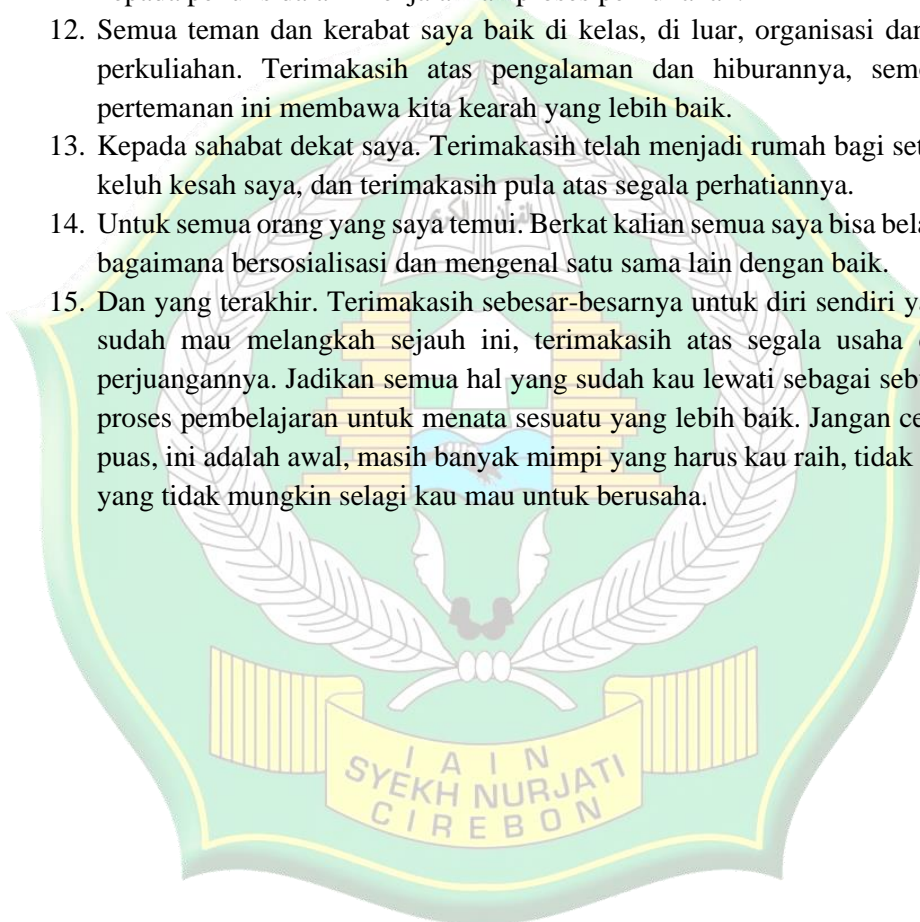 12. Semua teman dan kerabat saya baik di kelas, di luar, organisasi dan
perkuliahan. Terimakasih atas pengalaman dan hiburannya,
pertemanan ini membawa kita kearah yang lebih baik.
13. Kepada sahabat dekat saya. Terimakasih telah menjadi rumah bagi
keluh kesah saya, dan terimakasih pula atas segala perhatiannya.
14. Untuk semua orang yang saya temui. Berkat kalian semua saya bisa
bagaimana bersosialisasi dan mengenal satu sama lain dengan baik.
15. Dan yang terakhir. Terimakasih sebesar-besarnya untuk diri sendiri
sudah mau melangkah sejauh ini, terimakasih atas segala usaha
perjuangannya. Jadikan semua hal yang sudah kau lewati sebagai
proses pembelajaran untuk menata sesuatu yang lebih baik. Jangan
puas, ini adalah awal, masih banyak mimpi yang harus kau raih, tidak
yang tidak mungkin selagi kau mau untuk berusaha.
IAIN
SYEKH NURJATI
CIREBON